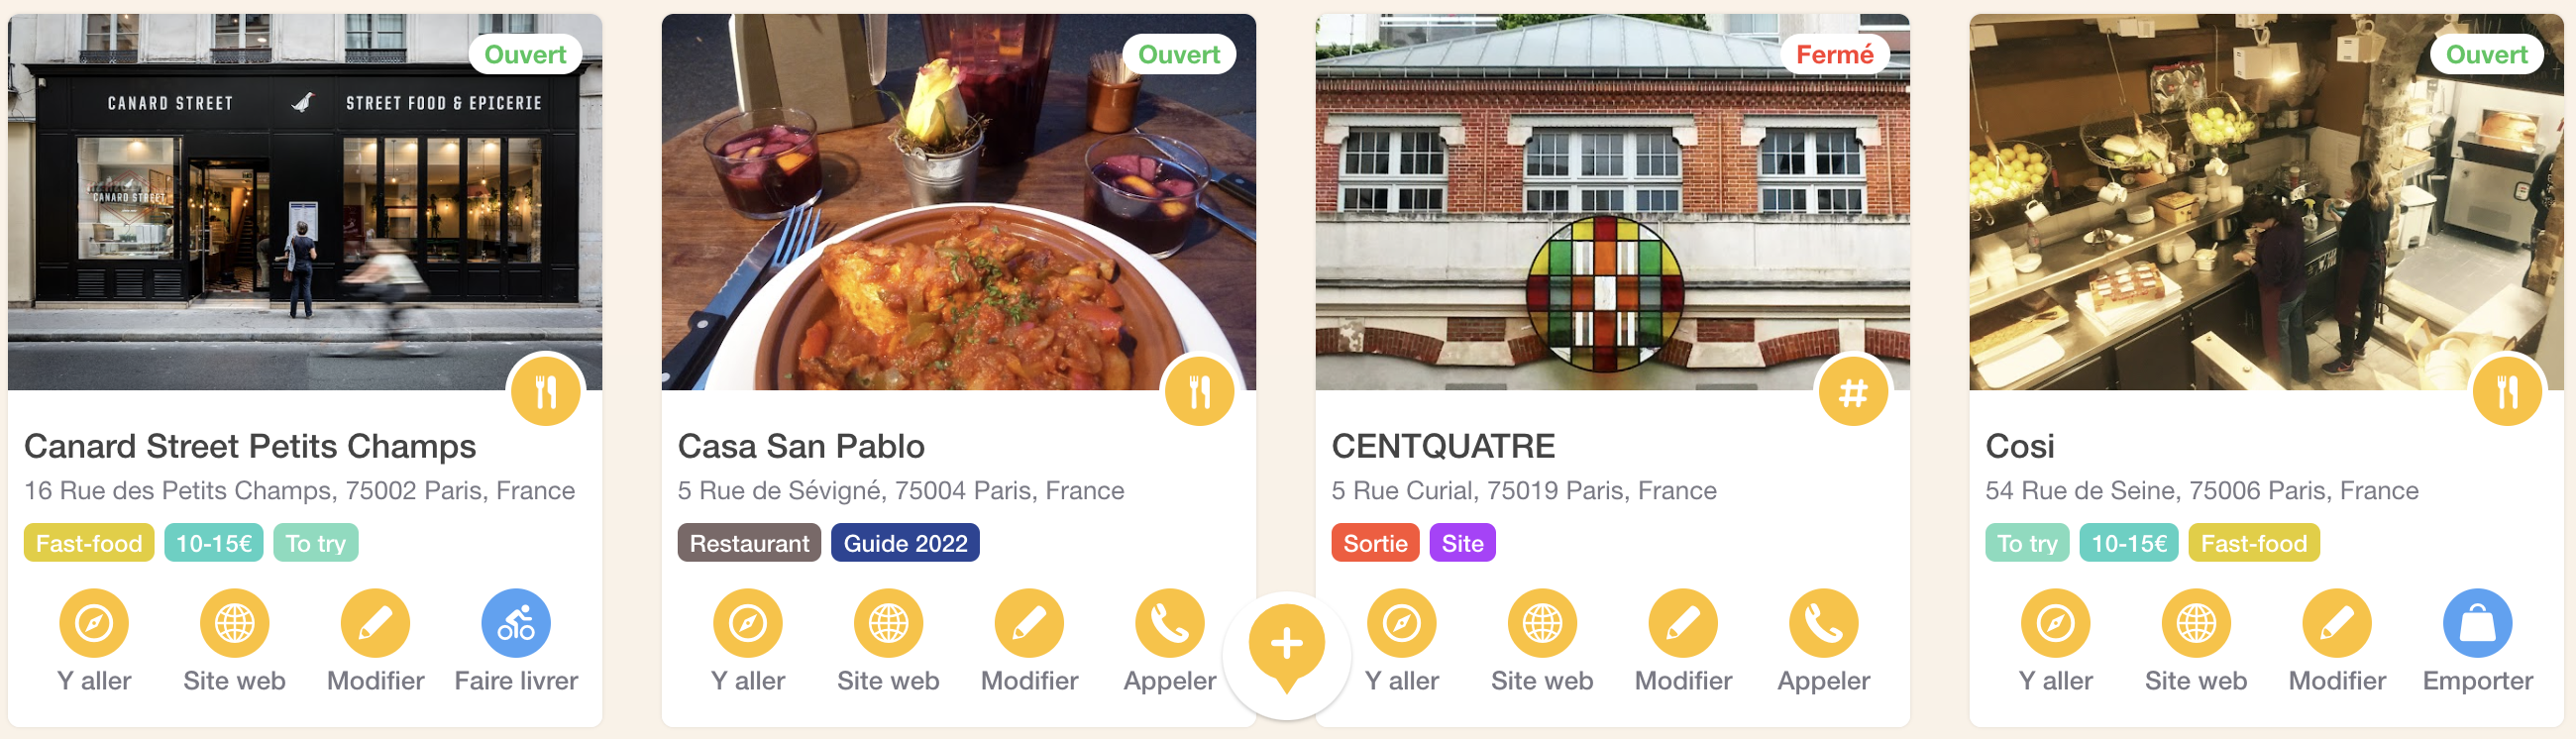 Ouvert
CANARD STREET
STREET FOOD & EPICERIE
CANARD STREET
Canard Street Petits Champs
16 Rue des Petits Champs, 75002 Paris, France
Fast-food 10-15€ To try
Y aller Site web Modifier Faire livrer
Ouvert
Casa San Pablo
5 Rue de Sévigné, 75004 Paris, France
Restaurant Guide 2022
Y aller Site web Modifier Appeler
Fermé
CENTQUATRE
5 Rue Curial, 75019 Paris, France
Sortie Site
Y aller Site web Modifier Appeler
Ouvert
Cosi
54 Rue de Seine, 75006 Paris, France
To try 10-15€ Fast-food
Y aller Site web Modifier Emporter